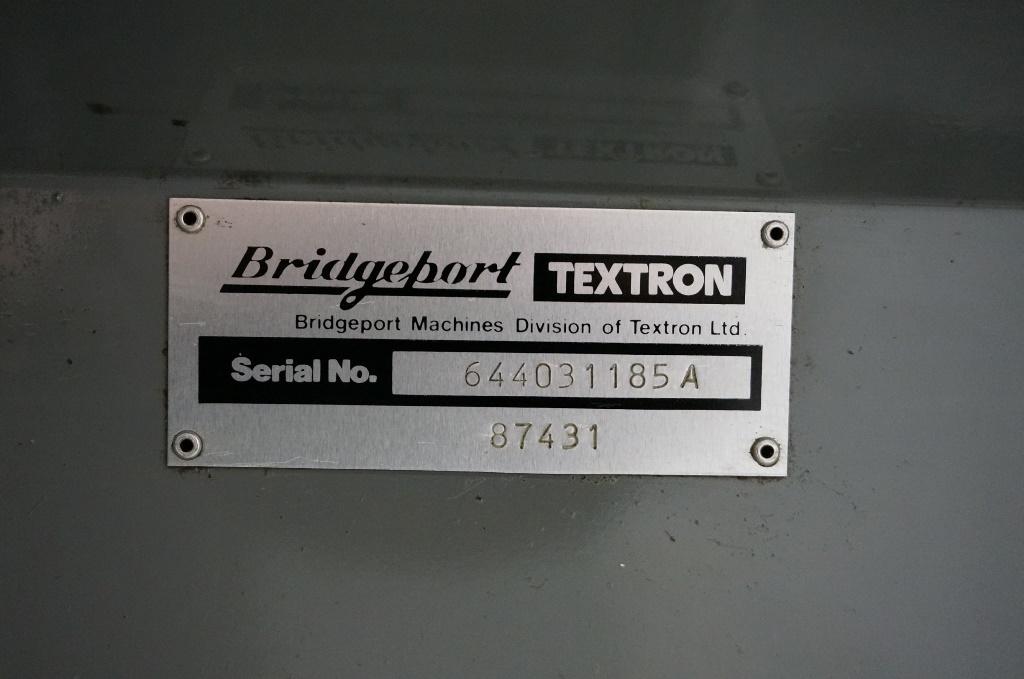 Bridgeport TEXTRON
Bridgeport Machines Division of Textron Ltd.
Serial No. 644031185A
87431